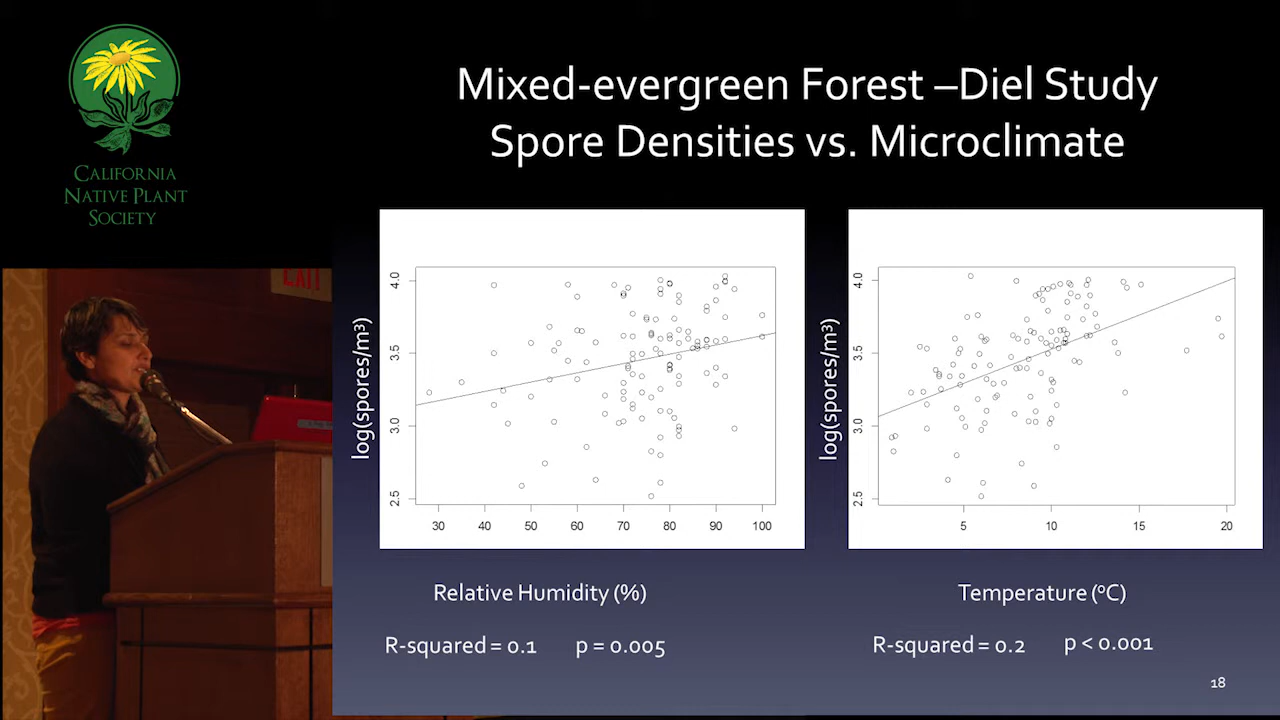 CALIFORNIA
NATIVE PLANT
SOCIETY
EXIT
Mixed-evergreen Forest –Diel Study
Spore Densities vs. Microclimate
log(spores/m³)
4.0
3.5
3.0
2.5
30 40 50 60 70 80 90 100
Relative Humidity (%)
R-squared = 0.1 p = 0.005
log(spores/m³)
4.0
3.5
3.0
2.5
5 10 15 20
Temperature (ºC)
R-squared = 0.2 p < 0.001
18